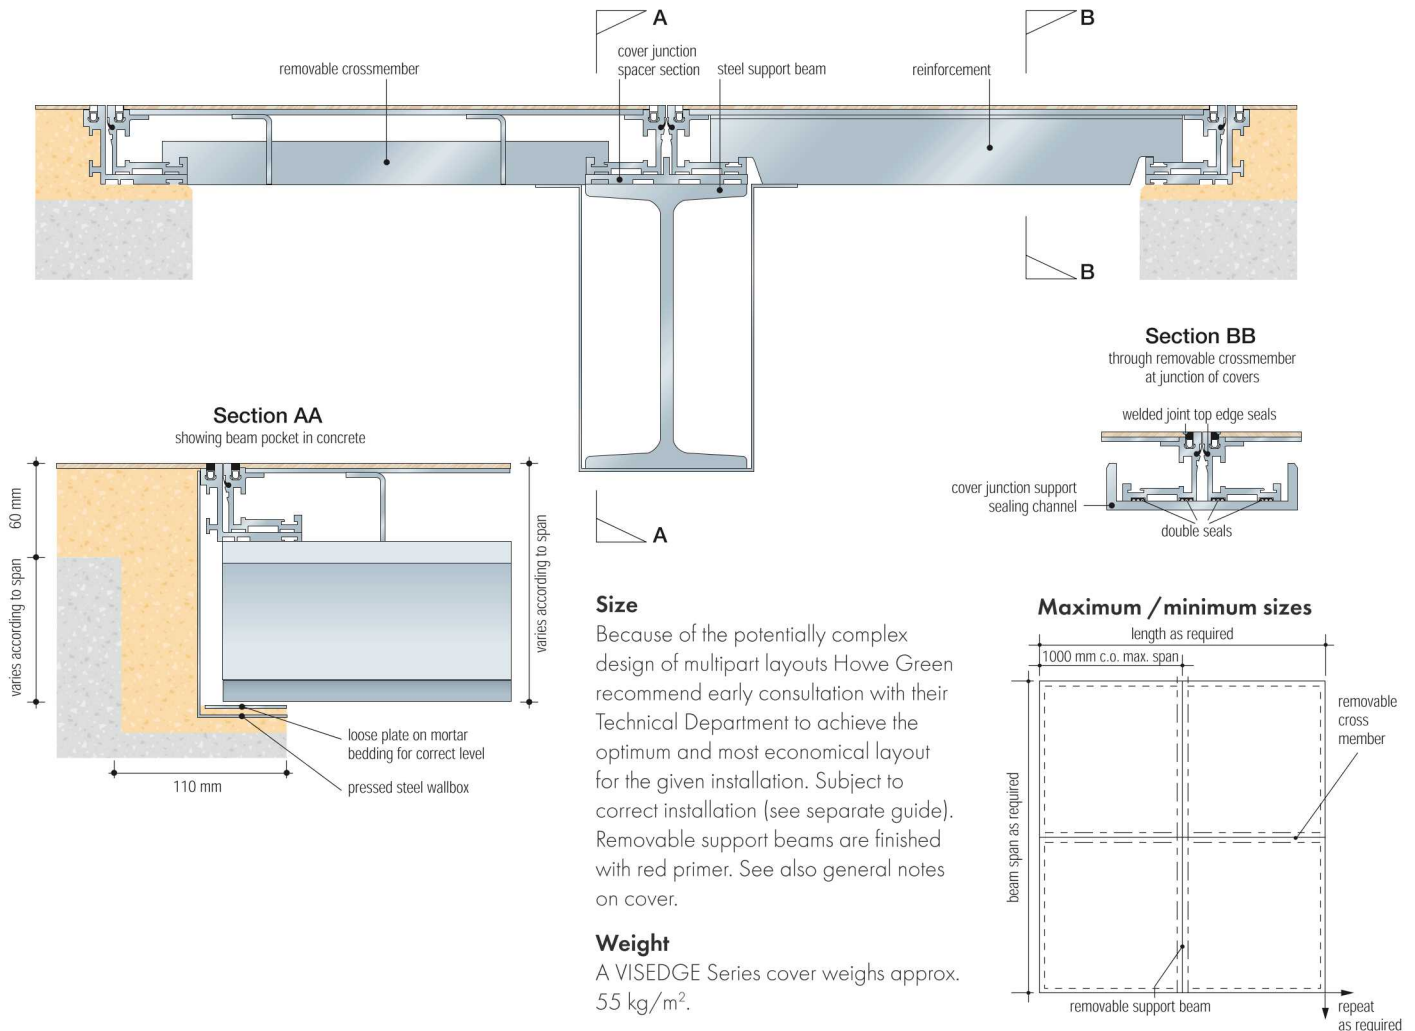 A
B
cover junction
spacer section
removable crossmember
steel support beam
reinforcement
B
A
Section AA
showing beam pocket in concrete
60 mm
varies according to span
varies according to span
loose plate on mortar
bedding for correct level
110 mm
pressed steel wallbox
Section BB
through removable crossmember
at junction of covers
welded joint top edge seals
cover junction support
sealing channel
double seals
Size
Because of the potentially complex
design of multipart layouts Howe Green
recommend early consultation with their
Technical Department to achieve the
optimum and most economical layout
for the given installation. Subject to
correct installation (see separate guide).
Removable support beams are finished
with red primer. See also general notes
on cover.
Weight
A VISEDGE Series cover weighs approx.
55 kg/m².
Maximum / minimum sizes
length as required
1000 mm c.o. max. span
removable
cross
member
beam span as required
removable support beam
repeat
as required